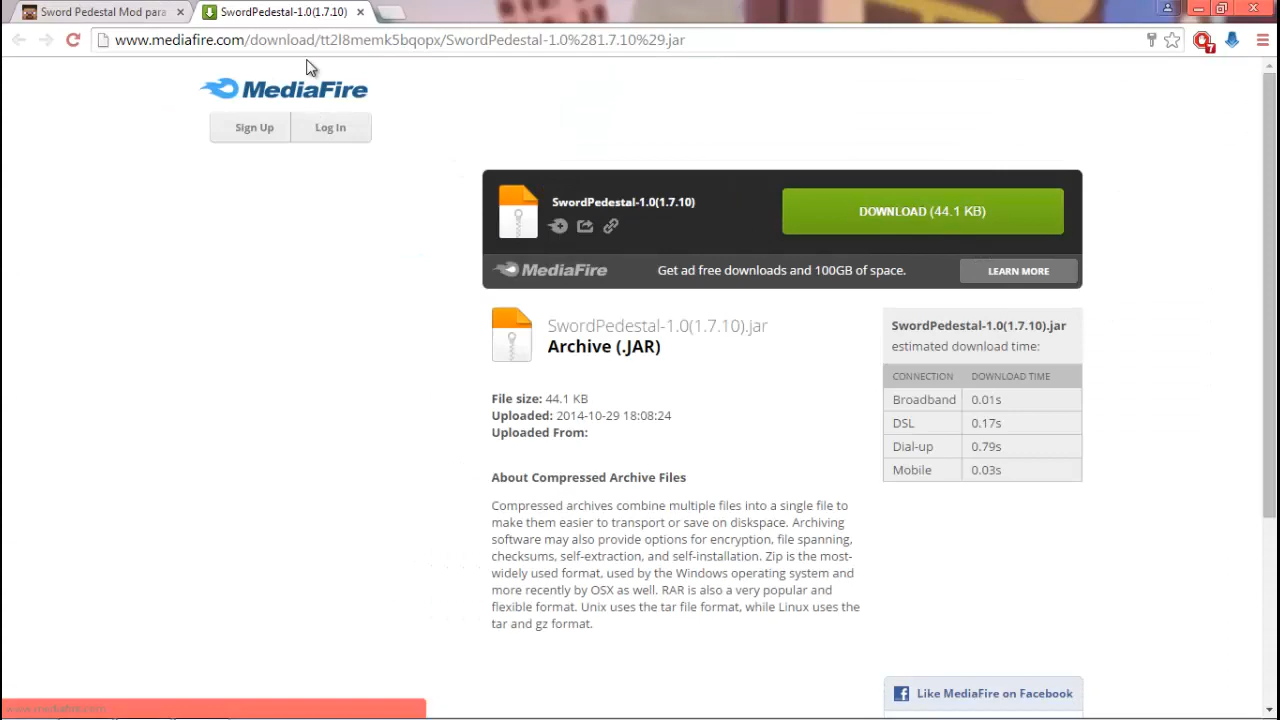 Sword Pedestal Mod para
SwordPedestal-1.0(1.7.10)
www.mediafire.com/download/tt2l8memk5bqopx/SwordPedestal-1.0%281.7.10%29.jar
7
MediaFire
Sign Up
Log In
SwordPedestal-1.0(1.7.10)
DOWNLOAD (44.1 KB)
MediaFire
Get ad free downloads and 100GB of space.
LEARN MORE
SwordPedestal-1.0(1.7.10).jar
Archive (.JAR)
File size: 44.1 KB
Uploaded: 2014-10-29 18:08:24
Uploaded From:
About Compressed Archive Files
Compressed archives combine multiple files into a single file to
make them easier to transport or save on diskspace. Archiving
software may also provide options for encryption, file spanning,
checksums, self-extraction, and self-installation. Zip is the most-
widely used format, used by the Windows operating system and
more recently by OSX as well. RAR is also a very popular and
flexible format. Unix uses the tar file format, while Linux uses the
tar and gz format.
SwordPedestal-1.0(1.7.10).jar
estimated download time:
CONNECTION DOWNLOAD TIME
Broadband 0.01s
DSL 0.17s
Dial-up 0.79s
Mobile 0.03s
Like MediaFire on Facebook
www.mediafire.com